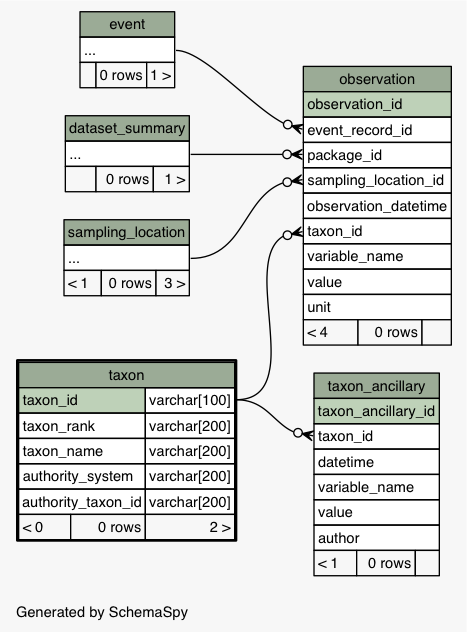 event
...
0 rows 1 >
dataset_summary
...
0 rows 1 >
sampling_location
...
< 1 0 rows 3 >
observation
observation_id
event_record_id
package_id
sampling_location_id
observation_datetime
taxon_id
variable_name
value
unit
< 4 0 rows
taxon
taxon_id varchar[100]
taxon_rank varchar[200]
taxon_name varchar[200]
authority_system varchar[200]
authority_taxon_id varchar[200]
< 0 0 rows 2 >
taxon_ancillary
taxon_ancillary_id
taxon_id
datetime
variable_name
value
author
< 1 0 rows
Generated by SchemaSpy